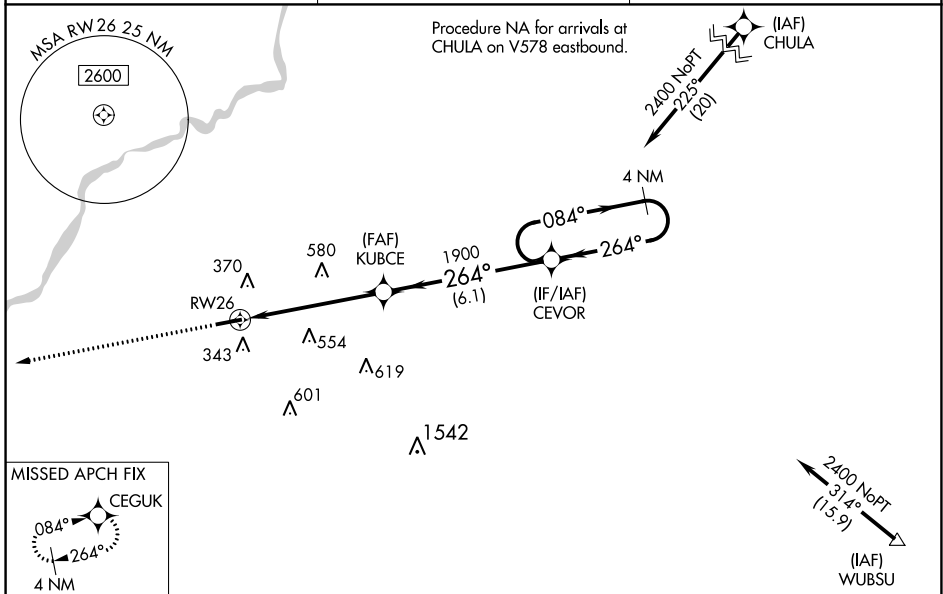 MSA RW26 25 NM
2600
Procedure NA for arrivals at
CHULA on V578 eastbound.
(IAF)
CHULA
2400 NoPT
225°
(20)
4 NM
084°
264°
(IF/IAF)
CEVOR
(FAF)
KUBCE
1900
264°
(6.1)
580
370
RW26
343
554
619
601
1542
MISSED APCH FIX
CEGUK
084°
264°
4 NM
2400 NoPT
314°
(15.9)
(IAF)
WUBSU